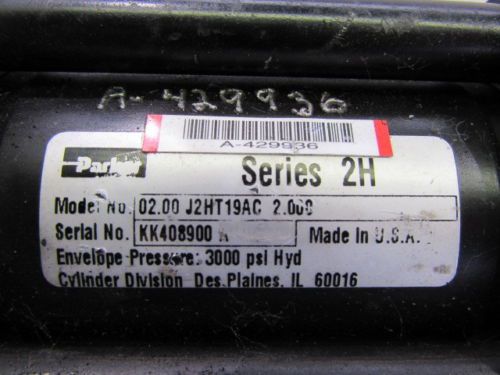 A-429936
A-429936
Parker
Series 2H
Model No. 02.00 J2HT19AC 2.000
Serial No. KK408900 A
Made In U.S.A.
Envelope Pressure: 3000 psi Hyd
Cylinder Division Des Plaines, IL 60016